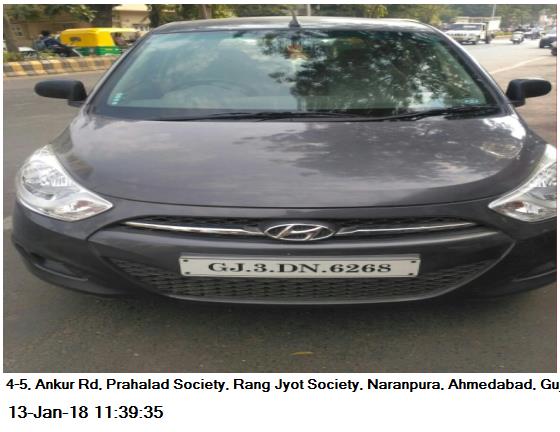 GJ.3.DN.6268
4-5, Ankur Rd, Prahalad Society, Rang Jyot Society, Naranpura, Ahmedabad, Guj
13-Jan-18 11:39:35